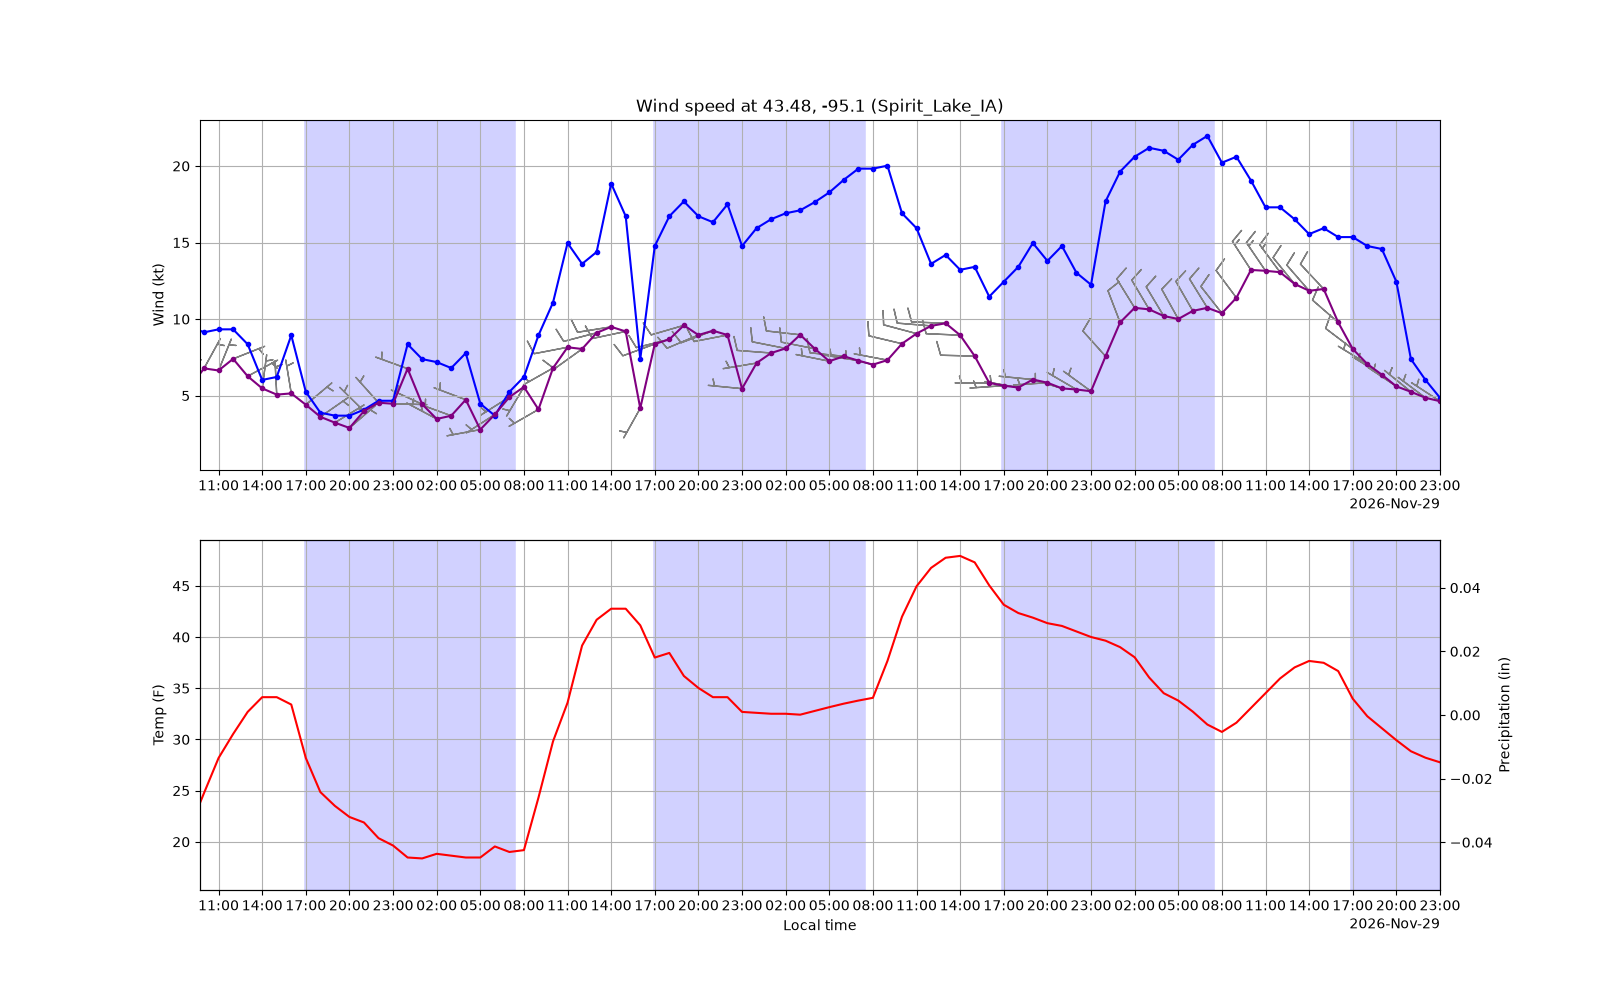 Wind speed at 43.48, -95.1 (Spirit_Lake_IA)
Wind (kt)
20
15
10
5
11:00 14:00 17:00 20:00 23:00 02:00 05:00 08:00 11:00 14:00 17:00 20:00 23:00 02:00 05:00 08:00 11:00 14:00 17:00 20:00 23:00 02:00 05:00 08:00 11:00 14:00 17:00 20:00 23:00
2026-Nov-29
Temp (F)
45
40
35
30
25
20
0.04
0.02
0.00
−0.02
−0.04
Precipitation (in)
11:00 14:00 17:00 20:00 23:00 02:00 05:00 08:00 11:00 14:00 17:00 20:00 23:00 02:00 05:00 08:00 11:00 14:00 17:00 20:00 23:00 02:00 05:00 08:00 11:00 14:00 17:00 20:00 23:00
Local time
2026-Nov-29